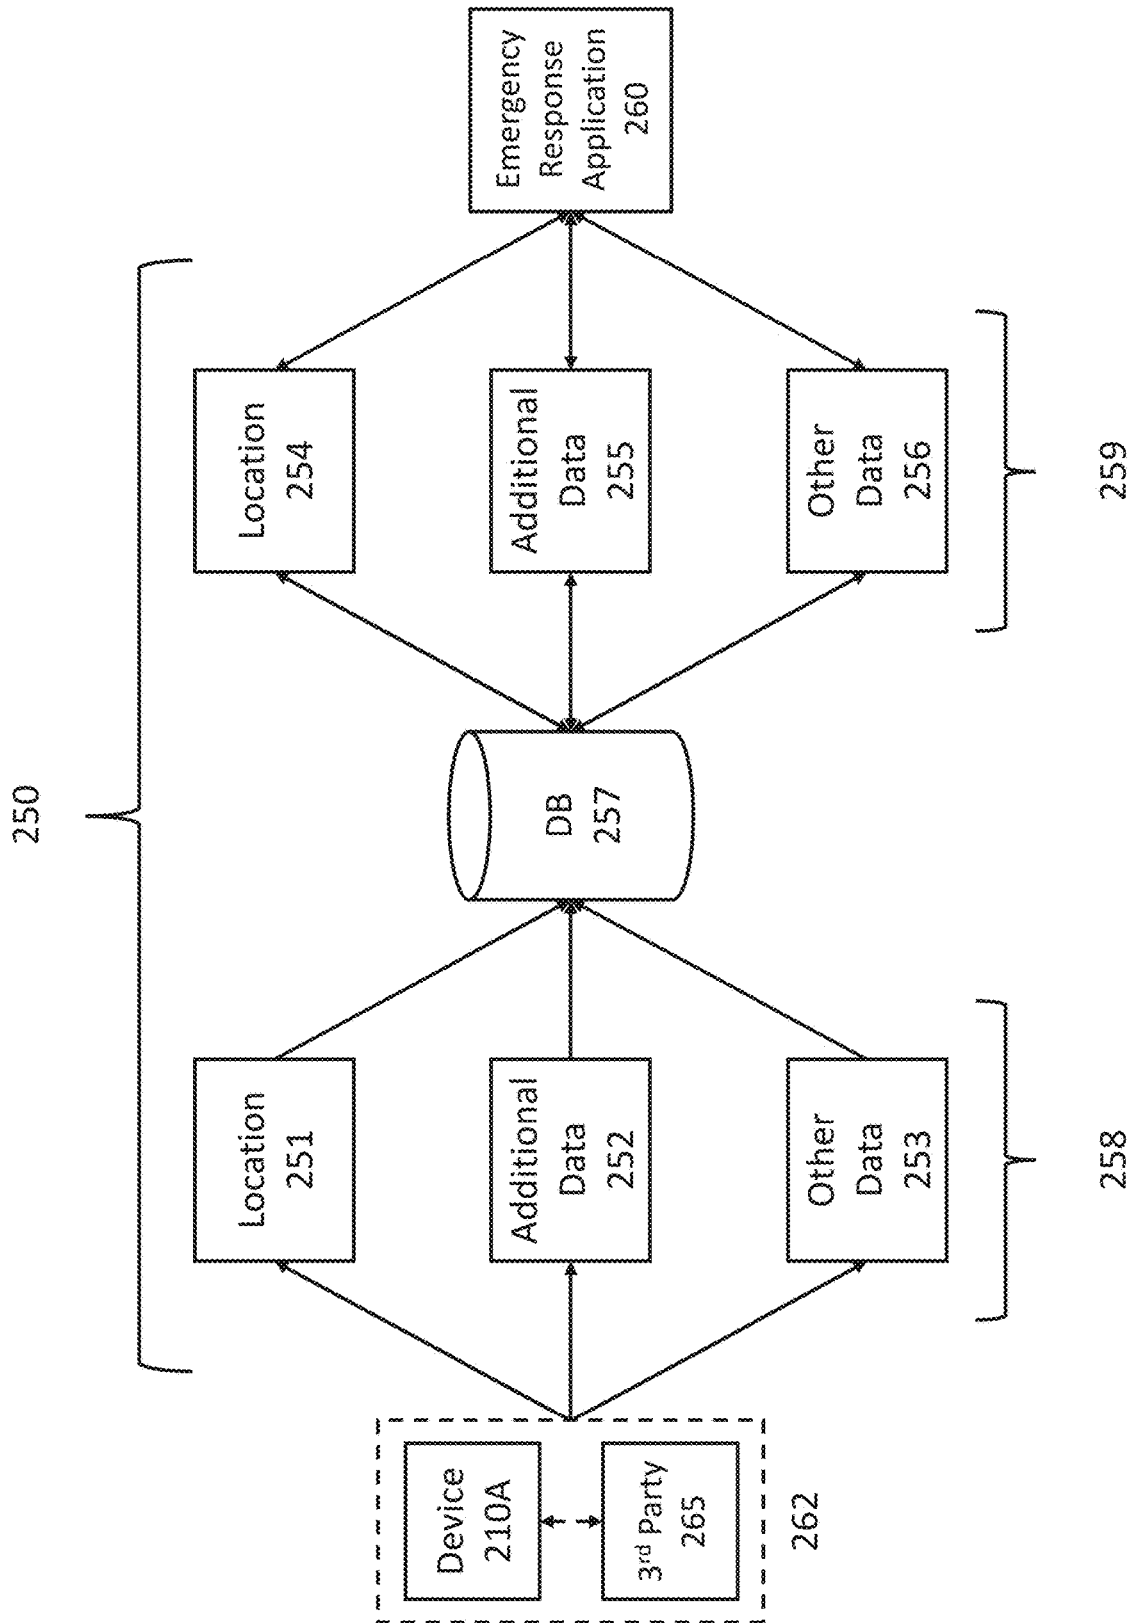 250
Device
210A
3rd Party
265
262
Location
251
Additional
Data
252
Other
Data
253
258
DB
257
Location
254
Additional
Data
255
Other
Data
256
259
Emergency
Response
Application
260